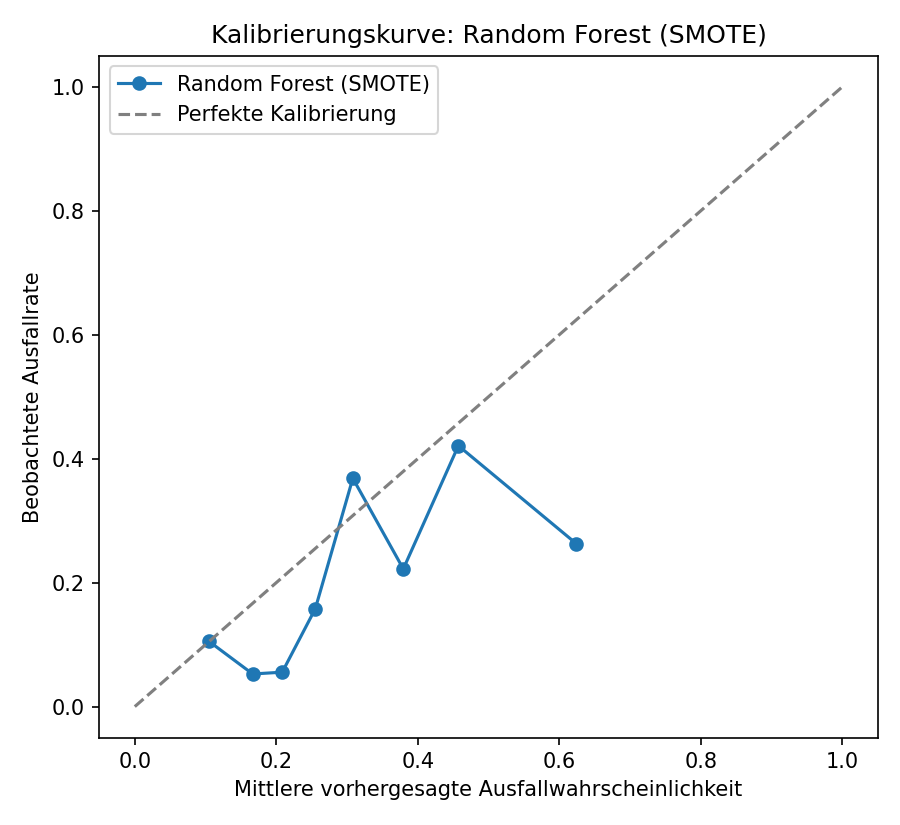 Kalibrierungskurve: Random Forest (SMOTE)
Random Forest (SMOTE)
Perfekte Kalibrierung
1.0
0.8
0.6
0.4
0.2
0.0
Beobachtete Ausfallrate
0.0 0.2 0.4 0.6 0.8 1.0
Mittlere vorhergesagte Ausfallwahrscheinlichkeit